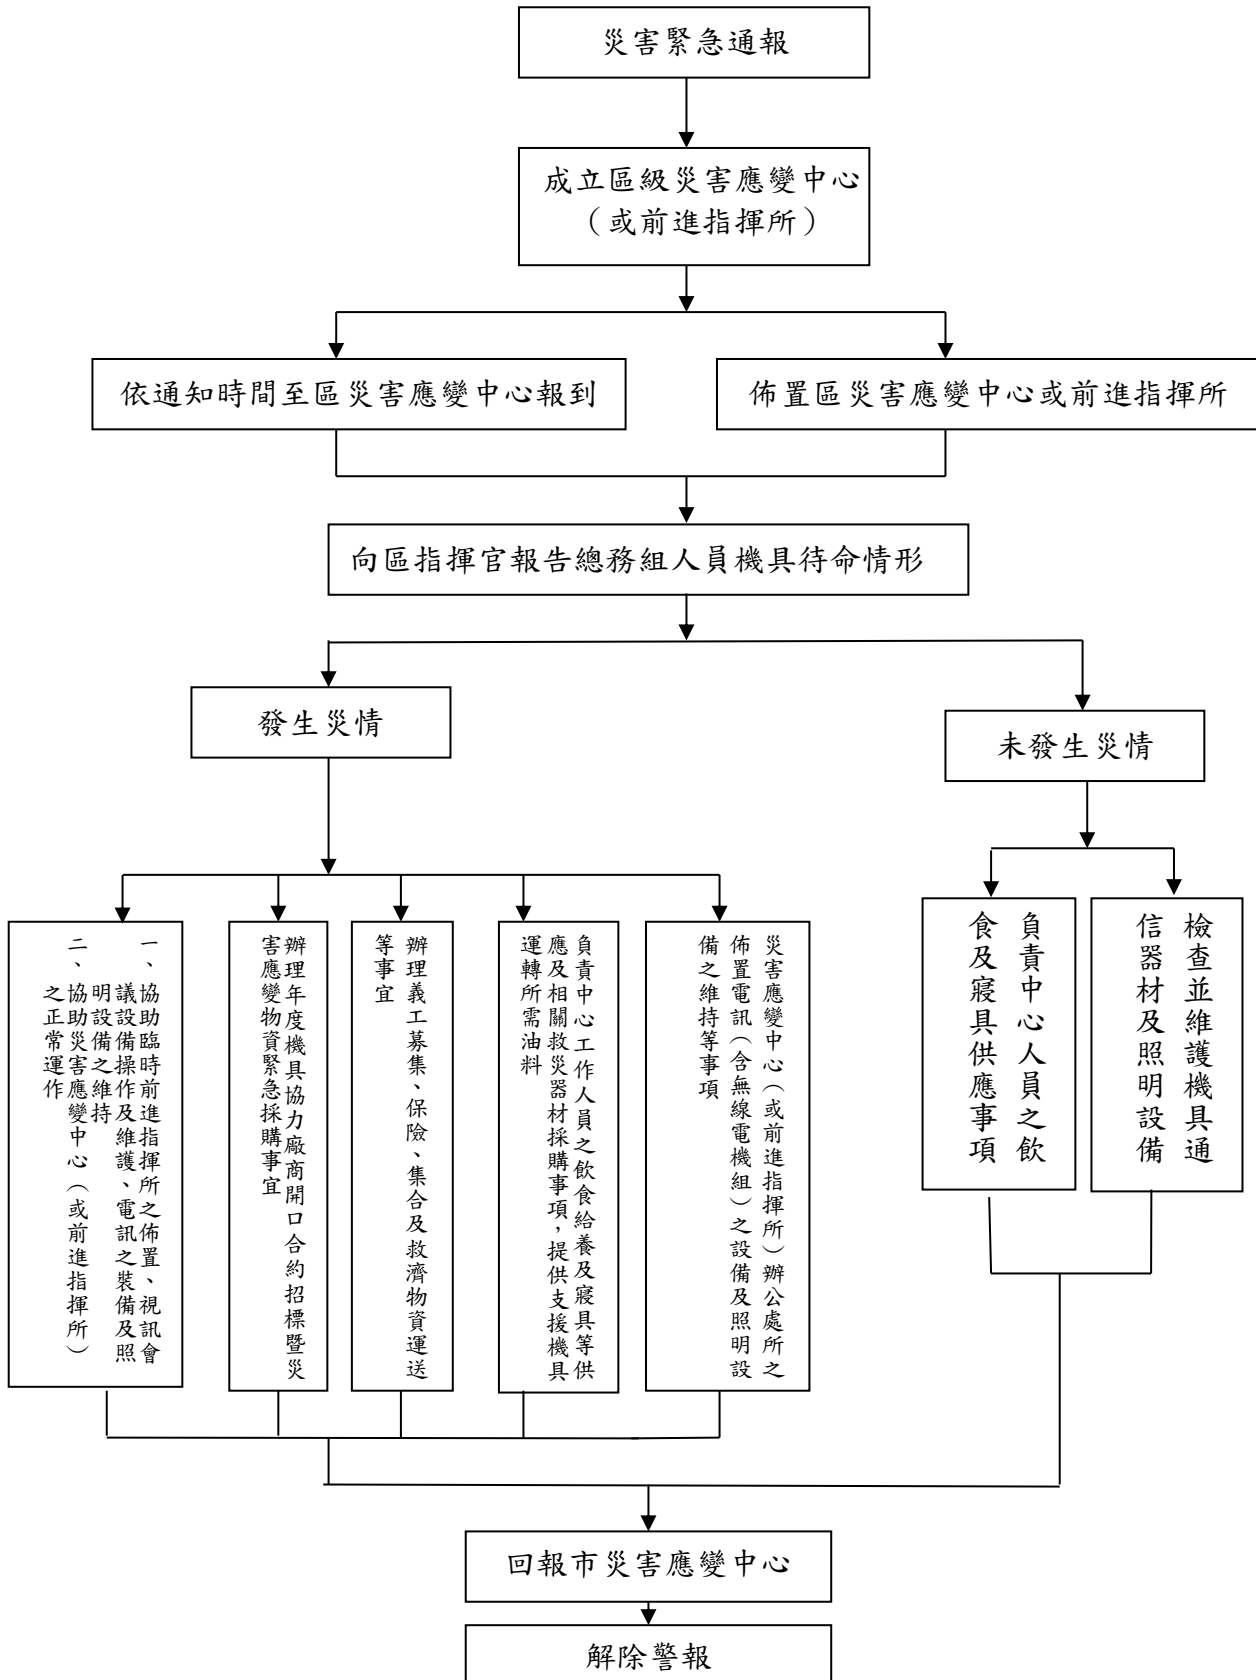 災害緊急通報
成立區級災害應變中心
（或前進指揮所）
依通知時間至區災害應變中心報到
佈置區災害應變中心或前進指揮所
向區指揮官報告總務組人員機具待命情形
發生災情
未發生災情
一、協助臨時前進指揮所之佈置、視訊會
議設備操作及維護、電訊之裝備及照
明設備之維持
二、協助災害應變中心（或前進指揮所）
之正常運作
辦理年度機具協力廠商開口合約招標暨災
害應變物資緊急採購事宜
辦理義工募集、保險、集合及救濟物資運送
等事宜
負責中心工作人員之飲食給養及寢具等供
應及相關救災器材採購事項，提供支援機具
運轉所需油料
災害應變中心（或前進指揮所）辦公處所之
佈置電訊（含無線電機組）之設備及照明設
備之維持等事項
負責中心人員之飲
食及寢具供應事項
檢查並維護機具通
信器材及照明設備
回報市災害應變中心
解除警報